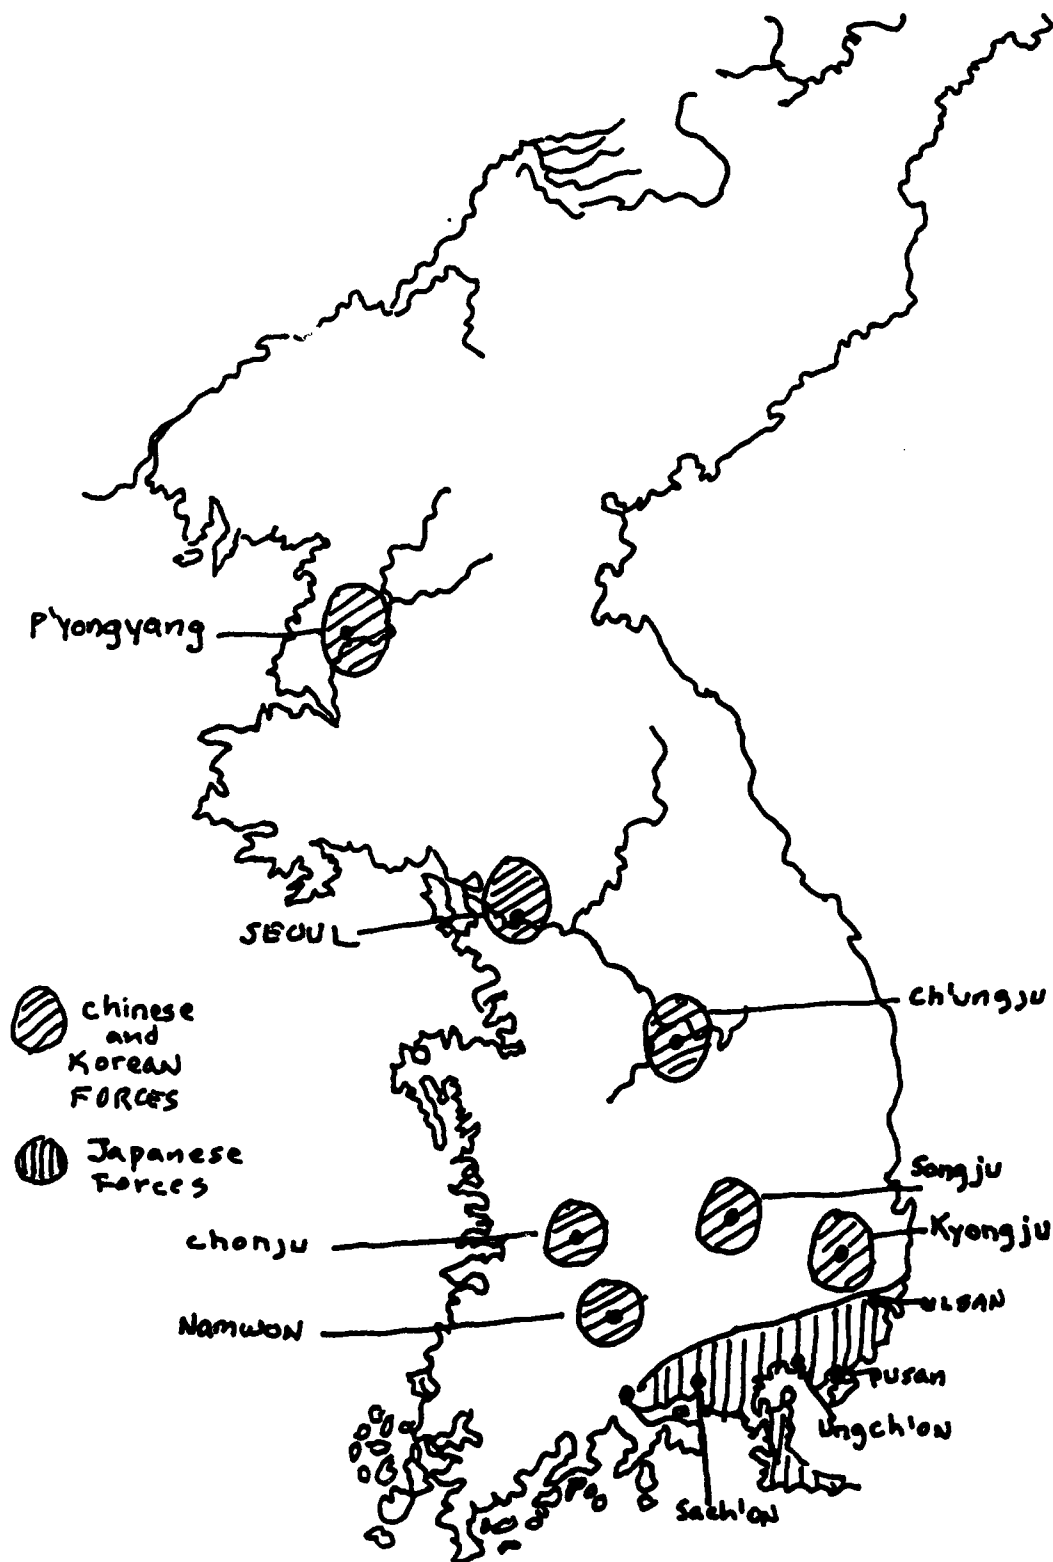 P'yongyang
SEOUL
Ch'ungju
chinese
and
Korean
FORCES
Japanese
Forces
Songju
chonju
Kyongju
Namwon
ULSAN
pusan
Ungch'on
Sach'on